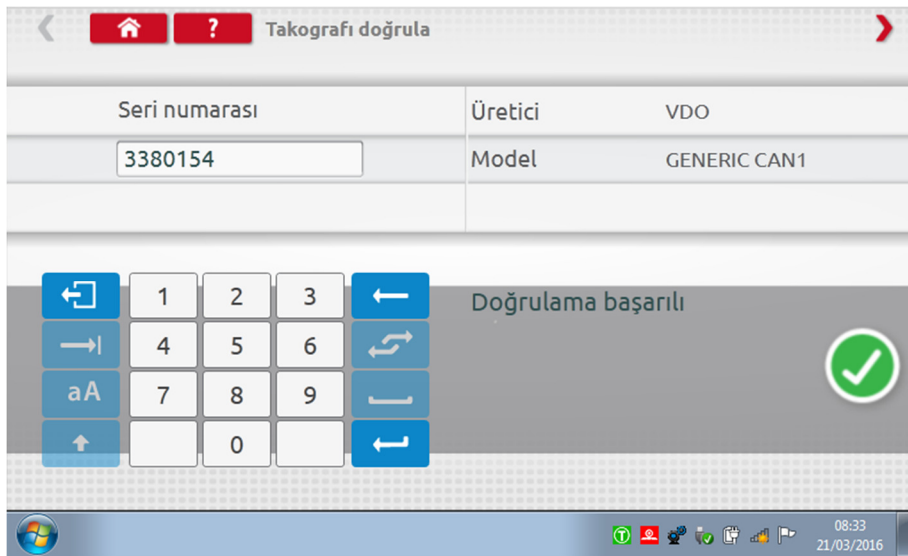 ? Takografı doğrula
Seri numarası
Üretici VDO
3380154
Model GENERIC CAN1
1 2 3
Doğrulama başarılı
4 5 6
aA 7 8 9
0
08:33
21/03/2016